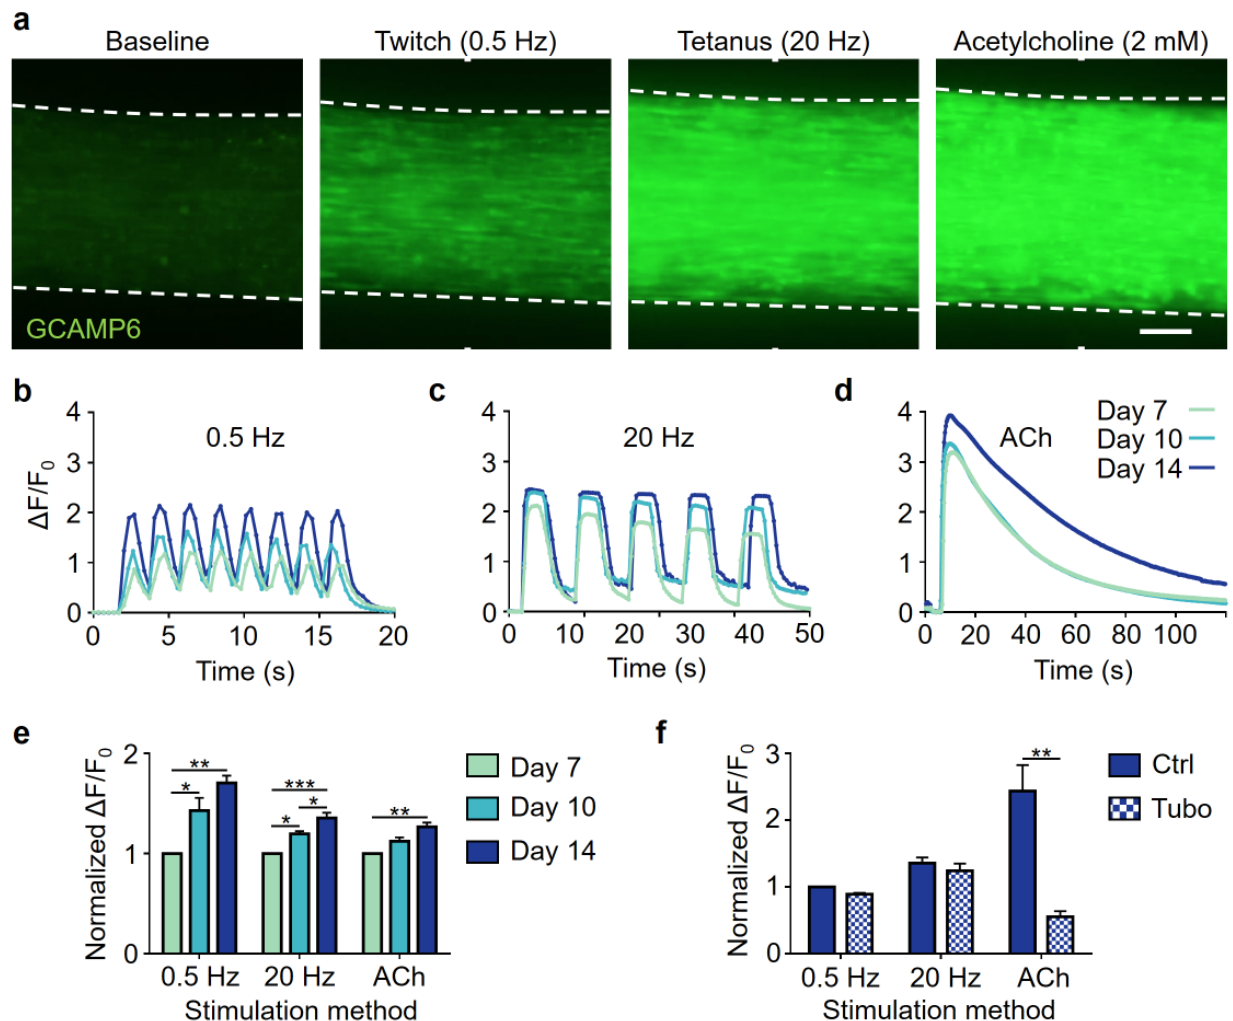 a
Baseline
Twitch (0.5 Hz)
Tetanus (20 Hz)
Acetylcholine (2 mM)
GCAMP6
b
ΔF/F0
4
3
2
1
0
0.5 Hz
0 5 10 15 20
Time (s)
c
4
3
2
1
0
20 Hz
0 10 20 30 40 50
Time (s)
d
4
3
2
1
0
ACh
Day 7
Day 10
Day 14
0 20 40 60 80 100
Time (s)
e
Normalized ΔF/F0
2
1
0
** *
*** * *
**
0.5 Hz 20 Hz ACh
Stimulation method
Day 7
Day 10
Day 14
f
Normalized ΔF/F0
3
2
1
0
**
0.5 Hz 20 Hz ACh
Stimulation method
Ctrl
Tubo